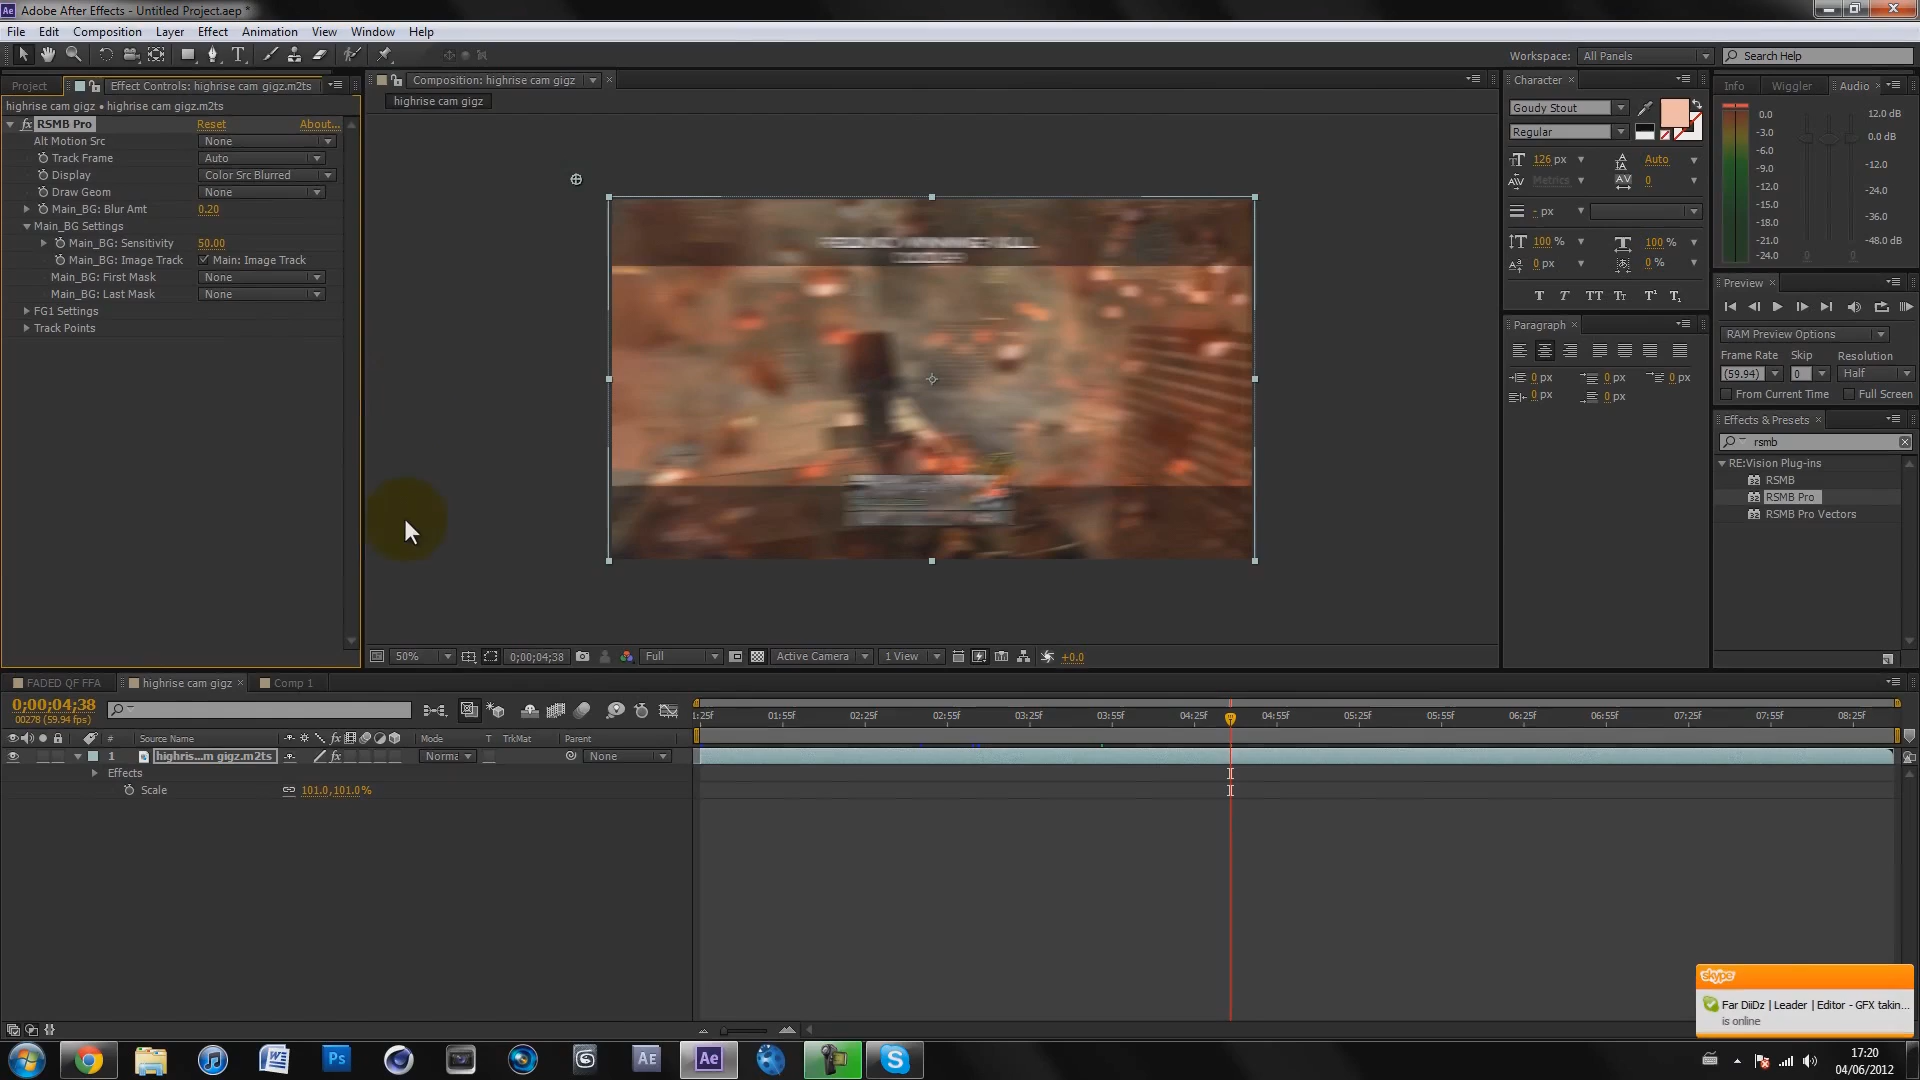 Adobe After Effects - Untitled Project.aep *
File Edit Composition Layer Effect Animation View Window Help
Workspace: All Panels Search Help
Project Effect Controls: highrise cam gigz.m2ts
highrise cam gigz • highrise cam gigz.m2ts
fx RSMB Pro Reset About...
Alt Motion Src None
Track Frame Auto
Display Color Src Blurred
Draw Geom None
Main_BG: Blur Amt 0.20
Main_BG Settings
Main_BG: Sensitivity 50.00
Main_BG: Image Track Main: Image Track
Main_BG: First Mask None
Main_BG: Last Mask None
FG1 Settings
Track Points
Composition: highrise cam gigz
highrise cam gigz
50% 0;00;04;38 Full Active Camera 1 View +0.0
Character
Goudy Stout
Regular
126 px Auto
Metrics 0
- px
100 % 100 %
0 px 0 %
T T TT Tr T¹ T₁
Paragraph
0 px 0 px 0 px
0 px 0 px
Info Wiggler Audio
0.0 12.0 dB
-3.0 0.0 dB
-6.0
-9.0 -12.0
-12.0 -24.0
-15.0
-18.0 -36.0
-21.0 -48.0 dB
-24.0 0 0
Preview
RAM Preview Options
Frame Rate Skip Resolution
(59.94) 0 Half
From Current Time Full Screen
Effects & Presets
rsmb
RE:Vision Plug-ins
RSMB
RSMB Pro
RSMB Pro Vectors
FADED QF FFA highrise cam gigz Comp 1
0;00;04;38
00278 (59.94 fps)
# Source Name Mode T TrkMat Parent
1 highris...m gigz.m2ts Norma None
Effects
Scale 101.0,101.0%
1:25f 01:55f 02:25f 02:55f 03:25f 03:55f 04:25f 04:55f 05:25f 05:55f 06:25f 06:55f 07:25f 07:55f 08:25f
skype
Far DiiDz | Leader | Editor - GFX takin...
is online
17:20
04/06/2012